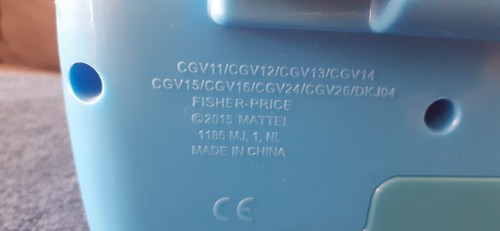 CGV11/CGV12/CGV13/CGV14
CGV15/CGV16/CGV24/CGV26/DKJ04
FISHER-PRICE
©2015 MATTEL
1186 MJ, 1, NL
MADE IN CHINA
CE